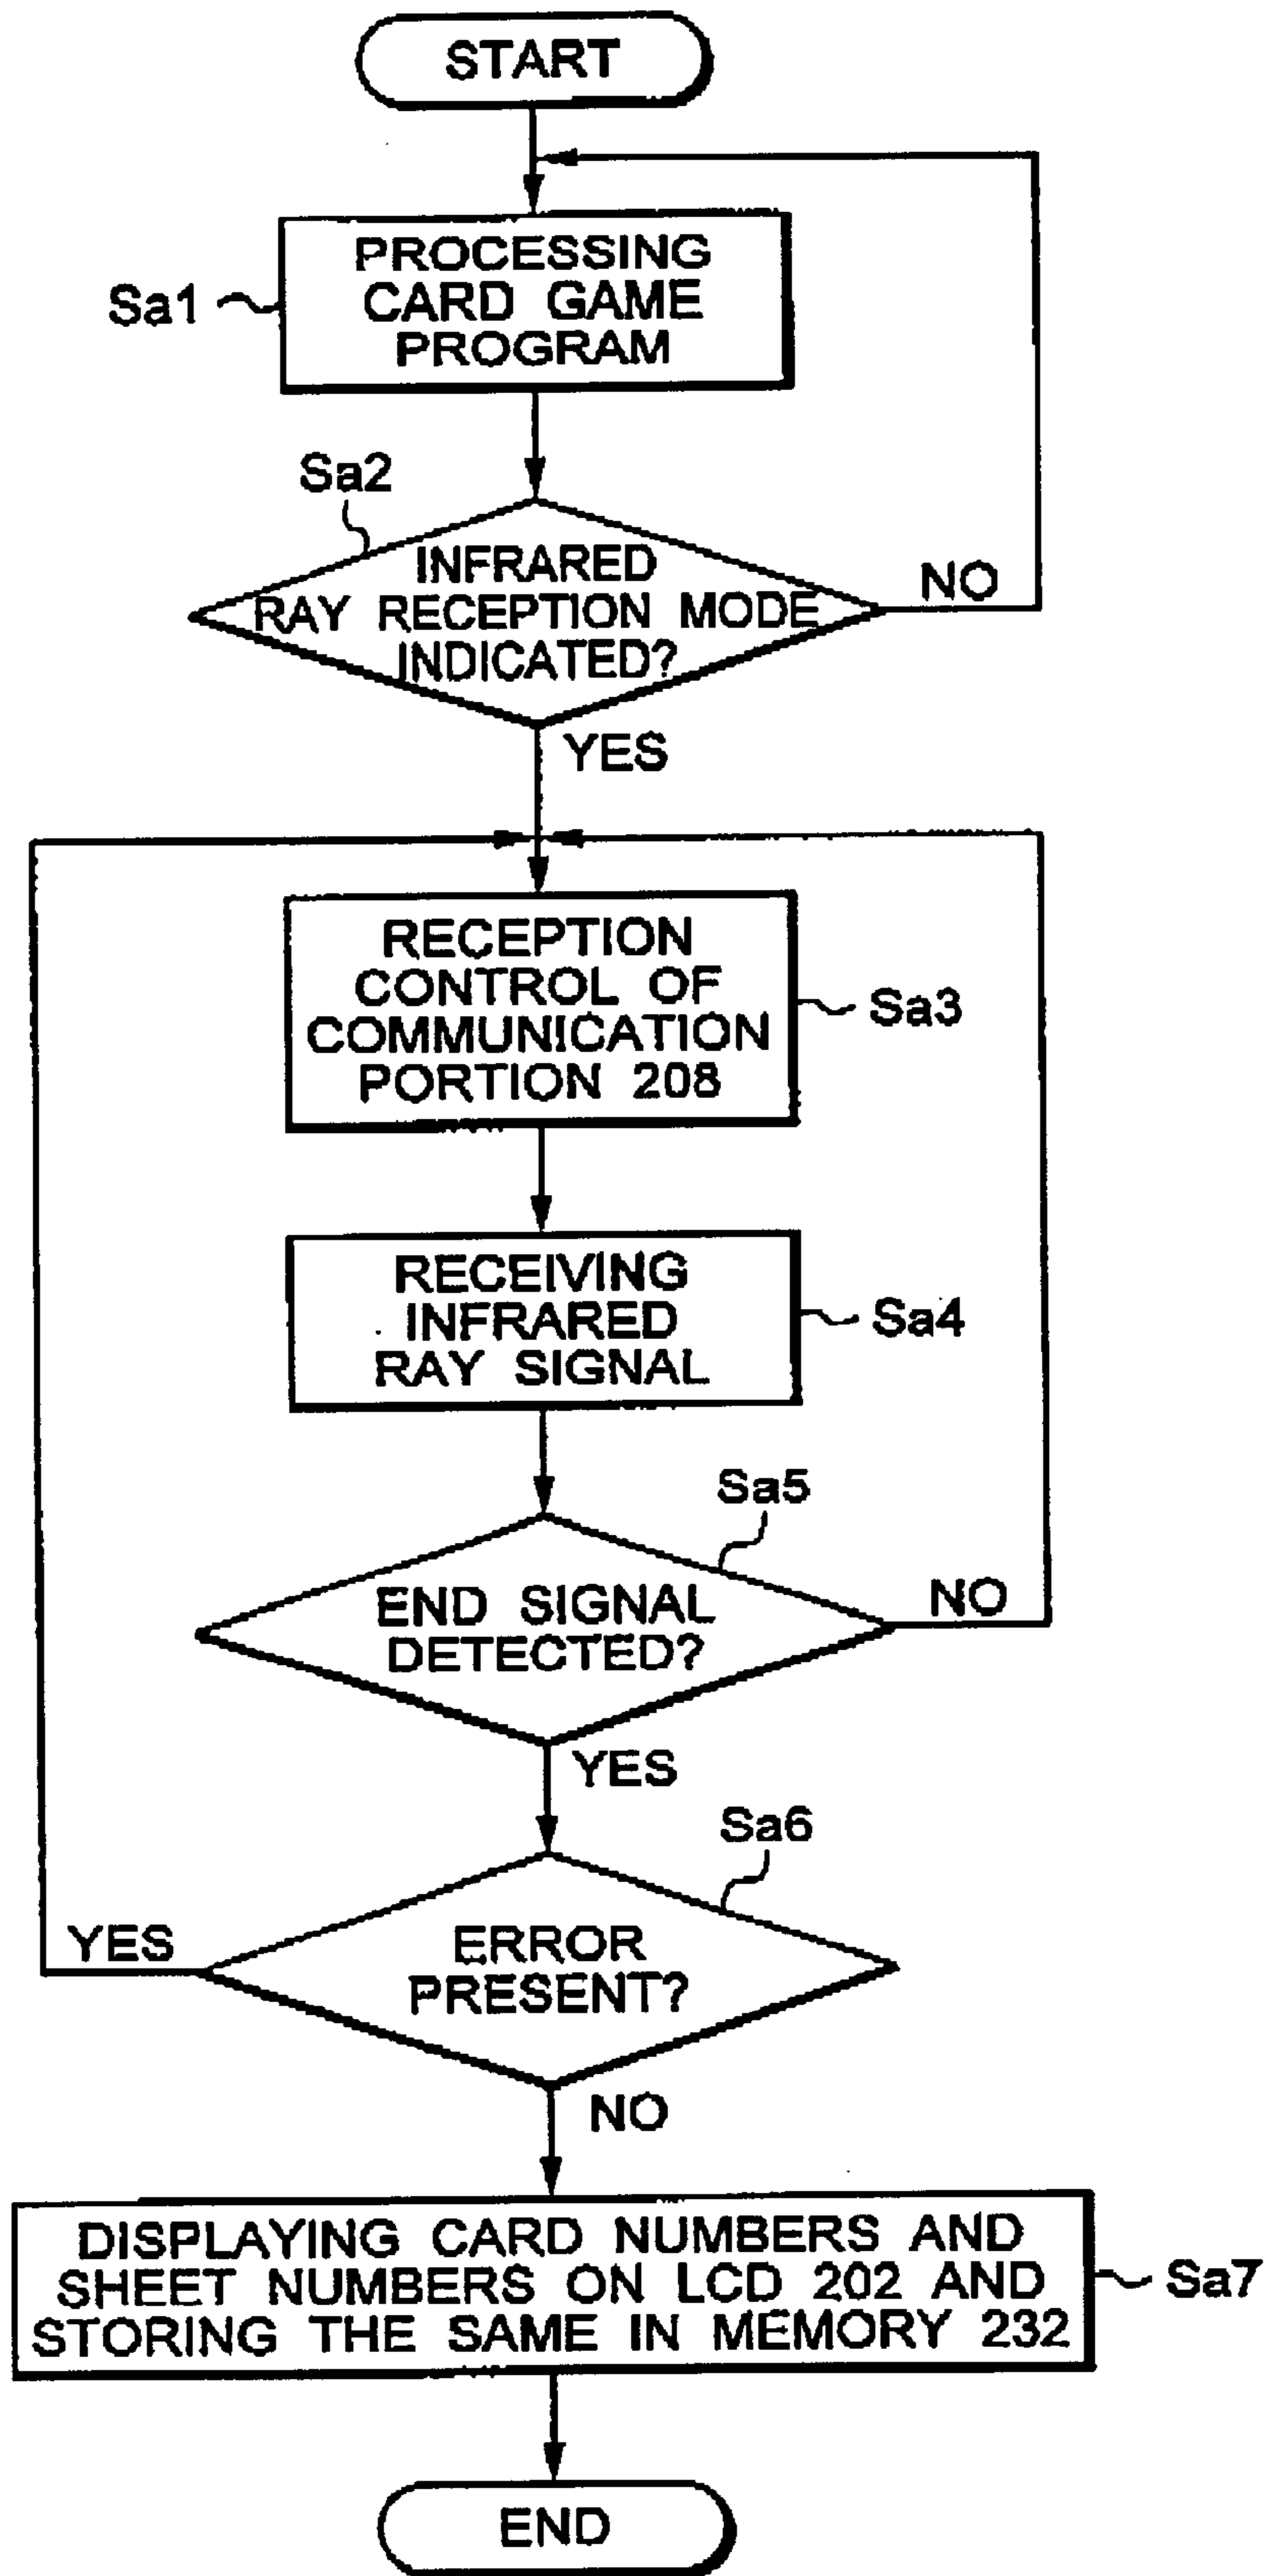 START
Sa1
PROCESSING
CARD GAME
PROGRAM
Sa2
INFRARED
RAY RECEPTION MODE
INDICATED?
NO
YES
RECEPTION
CONTROL OF
COMMUNICATION
PORTION 208
Sa3
RECEIVING
INFRARED
RAY SIGNAL
Sa4
Sa5
END SIGNAL
DETECTED?
NO
YES
Sa6
YES
ERROR
PRESENT?
NO
DISPLAYING CARD NUMBERS AND
SHEET NUMBERS ON LCD 202 AND
STORING THE SAME IN MEMORY 232
Sa7
END